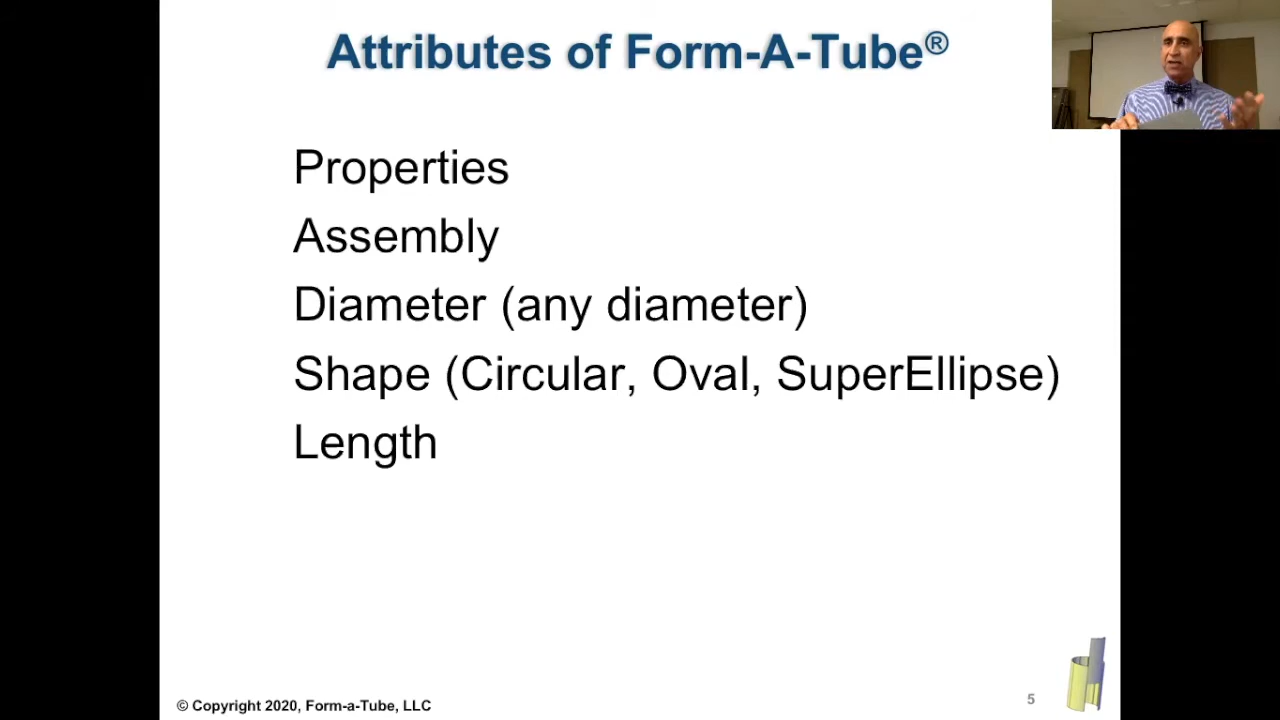 Attributes of Form-A-Tube®
Properties
Assembly
Diameter (any diameter)
Shape (Circular, Oval, SuperEllipse)
Length
© Copyright 2020, Form-a-Tube, LLC
5